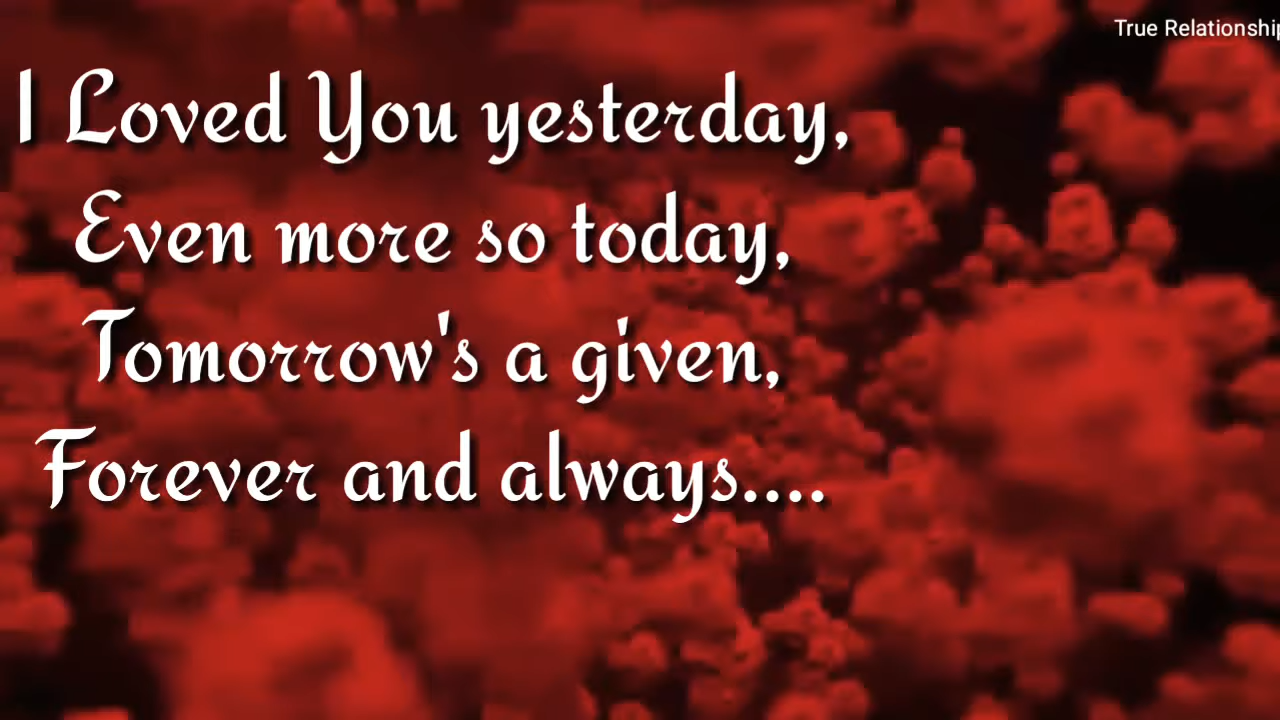 True Relationship
I Loved You yesterday,
Even more so today,
Tomorrow's a given,
Forever and always....